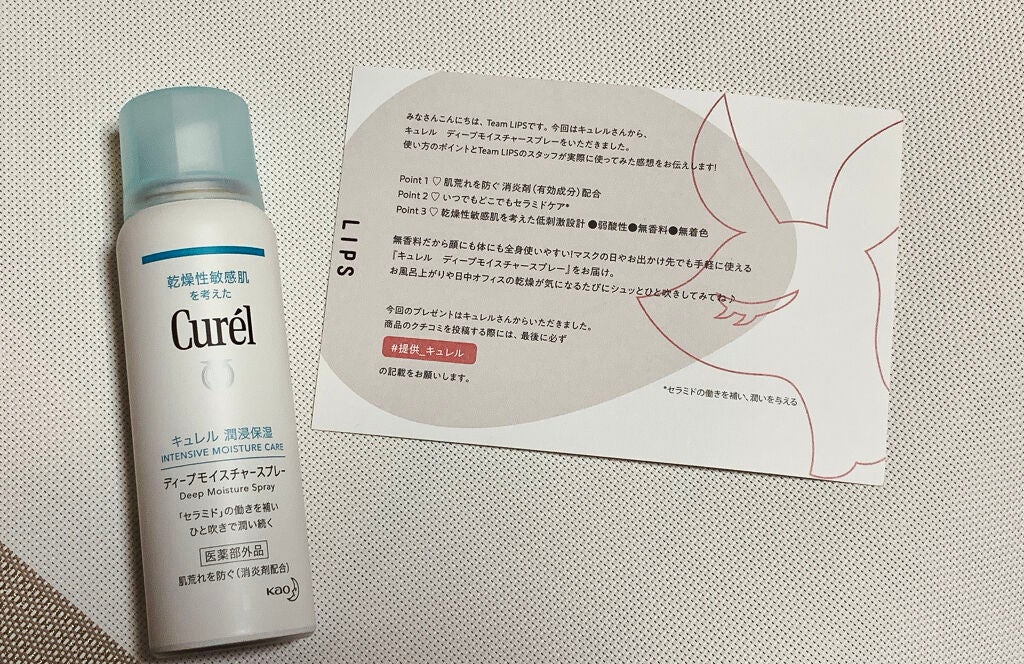 乾燥性敏感肌
を考えた
Curél
キュレル 潤浸保湿
INTENSIVE MOISTURE CARE
ディープモイスチャースプレー
Deep Moisture Spray
「セラミド」の働きを補い
ひと吹きで潤い続く
医薬部外品
肌荒れを防ぐ(消炎剤配合)
Kao
LIPS
みなさんこんにちは、Team LIPSです。今回はキュレルさんから、
キュレル ディープモイスチャースプレーをいただきました。
使い方のポイントとTeam LIPSのスタッフが実際に使ってみた感想をお伝えします!
Point 1 ♡ 肌荒れを防ぐ 消炎剤(有効成分)配合
Point 2 ♡ いつでもどこでもセラミドケア*
Point 3 ♡ 乾燥性敏感肌を考えた低刺激設計 ●弱酸性●無香料●無着色
無香料だから顔にも体にも全身使いやすい!マスクの日やお出かけ先でも手軽に使える
『キュレル ディープモイスチャースプレー』をお届け。
お風呂上がりや日中オフィスの乾燥が気になるたびにシュッとひと吹きしてみてね♪
今回のプレゼントはキュレルさんからいただきました。
商品のクチコミを投稿する際には、最後に必ず
#提供_キュレル
の記載をお願いします。
*セラミドの働きを補い、潤いを与える